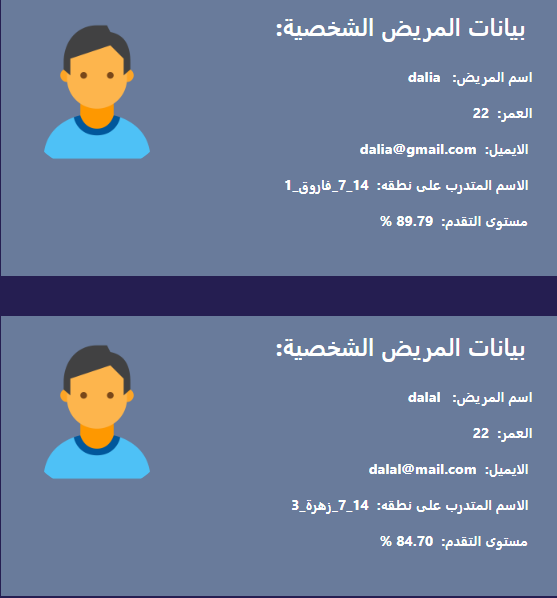 بيانات المريض الشخصية:
اسم المريض: dalia
العمر: 22
الايميل: dalia@gmail.com
الاسم المتدرب على نطقه: 14_7_فاروق_1
مستوى التقدم: 89.79 %
بيانات المريض الشخصية:
اسم المريض: dalal
العمر: 22
الايميل: dalal@mail.com
الاسم المتدرب على نطقه: 14_7_زهرة_3
مستوى التقدم: 84.70 %